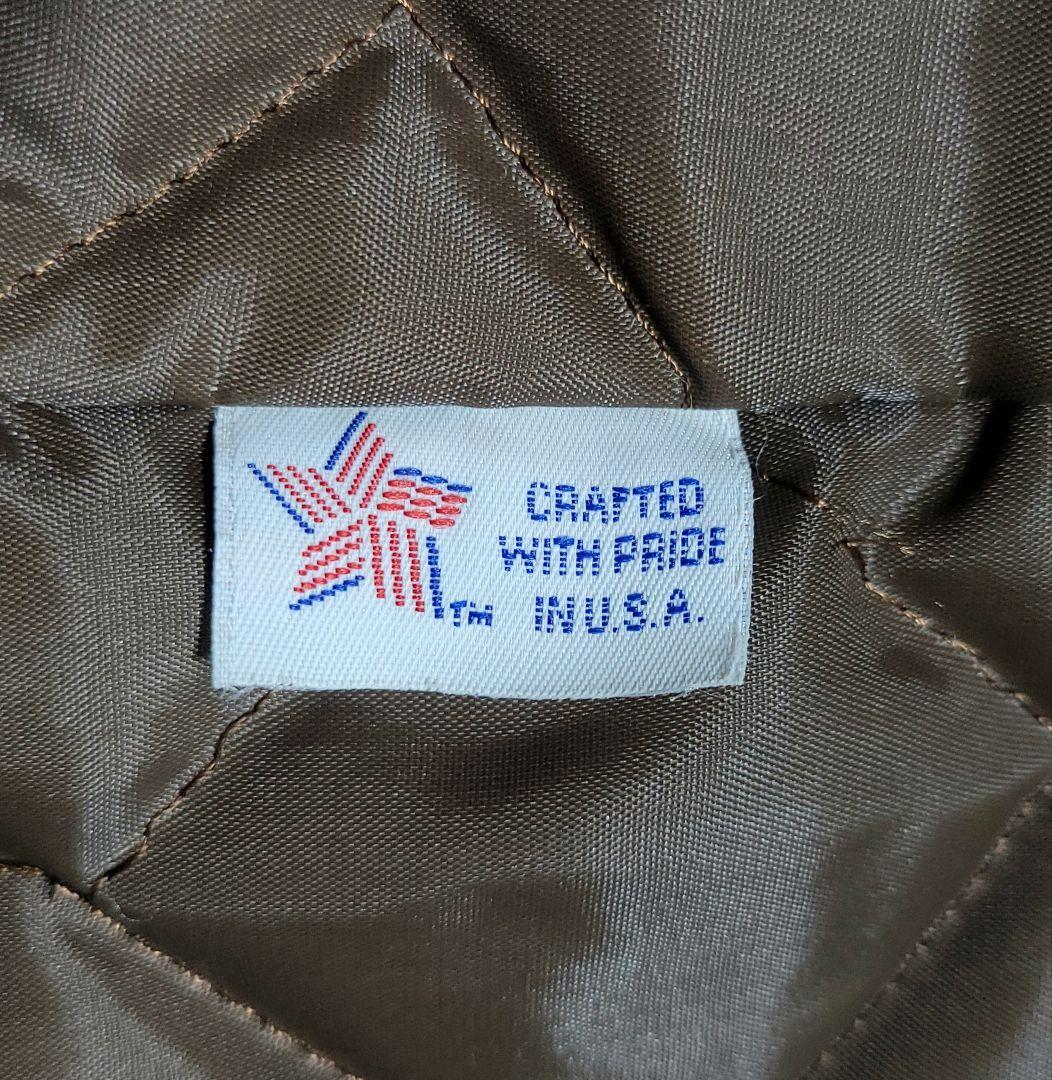 CRAFTED
WITH PRIDE
IN U.S.A.
TM